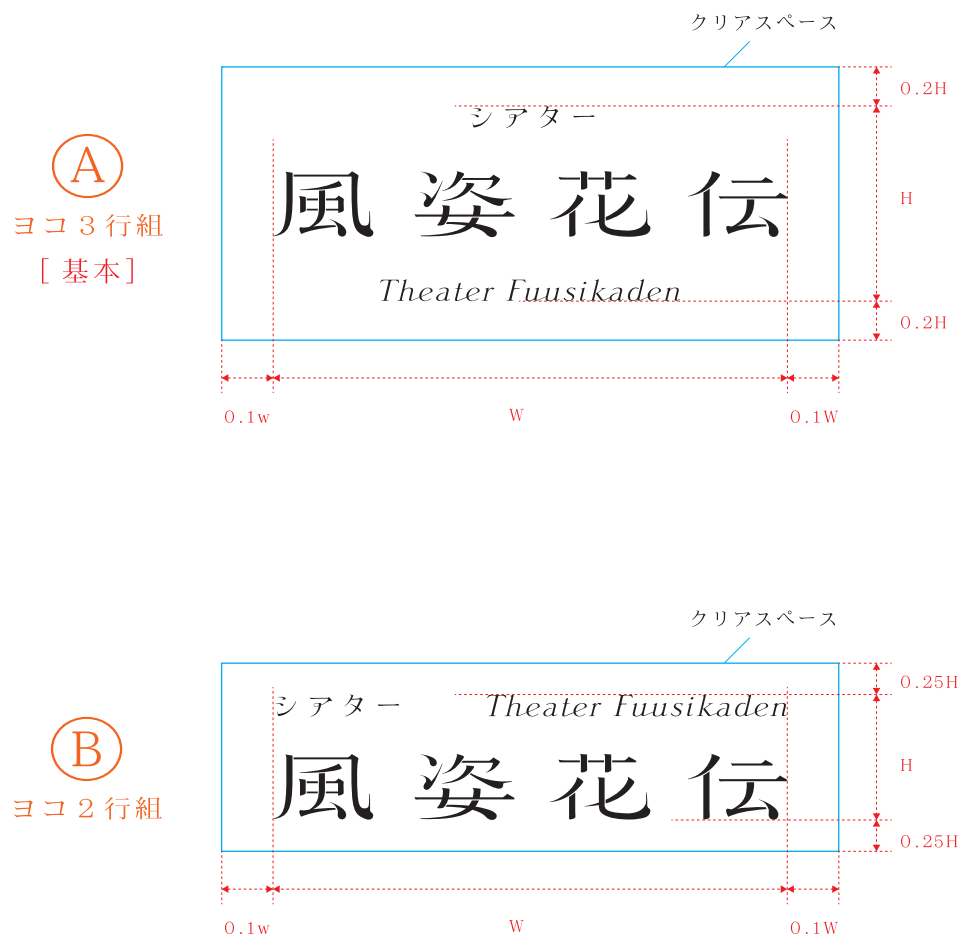 クリアスペース
0.2H
シアター
A
風姿花伝
H
ヨコ3行組
[基本]
Theater Fuusikaden
0.2H
0.1w W 0.1W
クリアスペース
0.25H
シアター Theater Fuusikaden
B
風姿花伝
H
ヨコ2行組
0.25H
0.1w W 0.1W